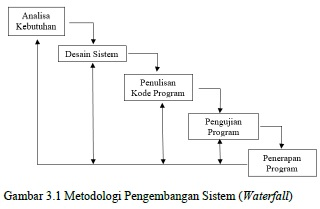 Analisa
Kebutuhan
Desain Sistem
Penulisan
Kode Program
Pengujian
Program
Penerapan
Program
Gambar 3.1 Metodologi Pengembangan Sistem (Waterfall)